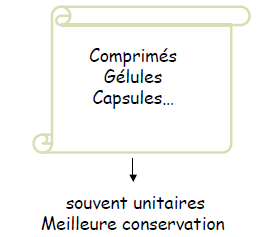 Comprimés
Gélules
Capsules…
souvent unitaires
Meilleure conservation